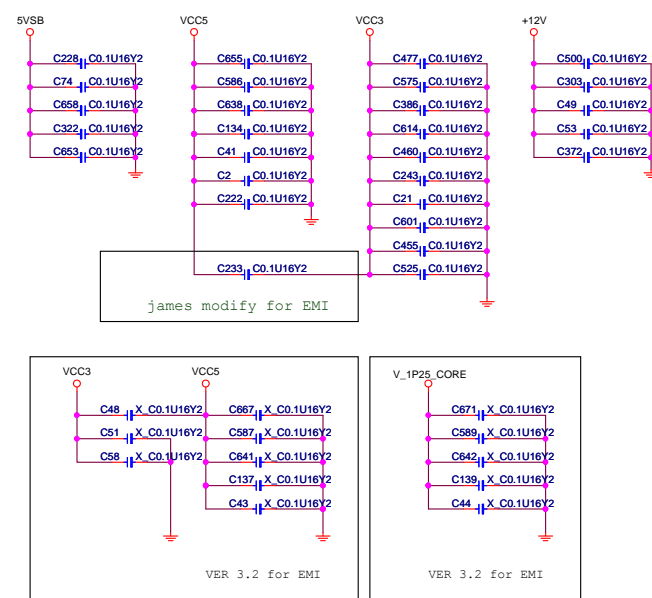 5VSB VCC5 VCC3 +12V
C228 C0.1U16Y2 C655 C0.1U16Y2 C477 C0.1U16Y2 C500 C0.1U16Y2
C74 C0.1U16Y2 C586 C0.1U16Y2 C575 C0.1U16Y2 C303 C0.1U16Y2
C658 C0.1U16Y2 C638 C0.1U16Y2 C386 C0.1U16Y2 C49 C0.1U16Y2
C322 C0.1U16Y2 C134 C0.1U16Y2 C614 C0.1U16Y2 C53 C0.1U16Y2
C653 C0.1U16Y2 C41 C0.1U16Y2 C460 C0.1U16Y2 C372 C0.1U16Y2
C2 C0.1U16Y2 C243 C0.1U16Y2
C222 C0.1U16Y2 C21 C0.1U16Y2
C601 C0.1U16Y2
C455 C0.1U16Y2
C233 C0.1U16Y2 C525 C0.1U16Y2
james modify for EMI
VCC3 VCC5 V_1P25_CORE
C48 X_C0.1U16Y2 C667 X_C0.1U16Y2 C671 X_C0.1U16Y2
C51 X_C0.1U16Y2 C587 X_C0.1U16Y2 C589 X_C0.1U16Y2
C58 X_C0.1U16Y2 C641 X_C0.1U16Y2 C642 X_C0.1U16Y2
C137 X_C0.1U16Y2 C139 X_C0.1U16Y2
C43 X_C0.1U16Y2 C44 X_C0.1U16Y2
VER 3.2 for EMI VER 3.2 for EMI